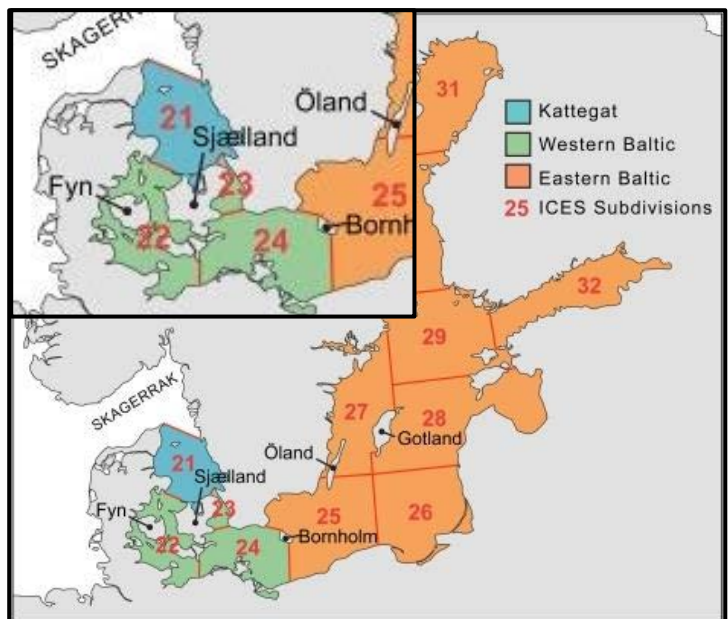 SKAGERR
21
Öland
Sjælland
Fyn
23
25
22
24
Bornh
31
Kattegat
Western Baltic
Eastern Baltic
25 ICES Subdivisions
32
29
SKAGERRAK
27
28
Gotland
Öland
21
Sjælland
Fyn
23
25
26
22
24
Bornholm